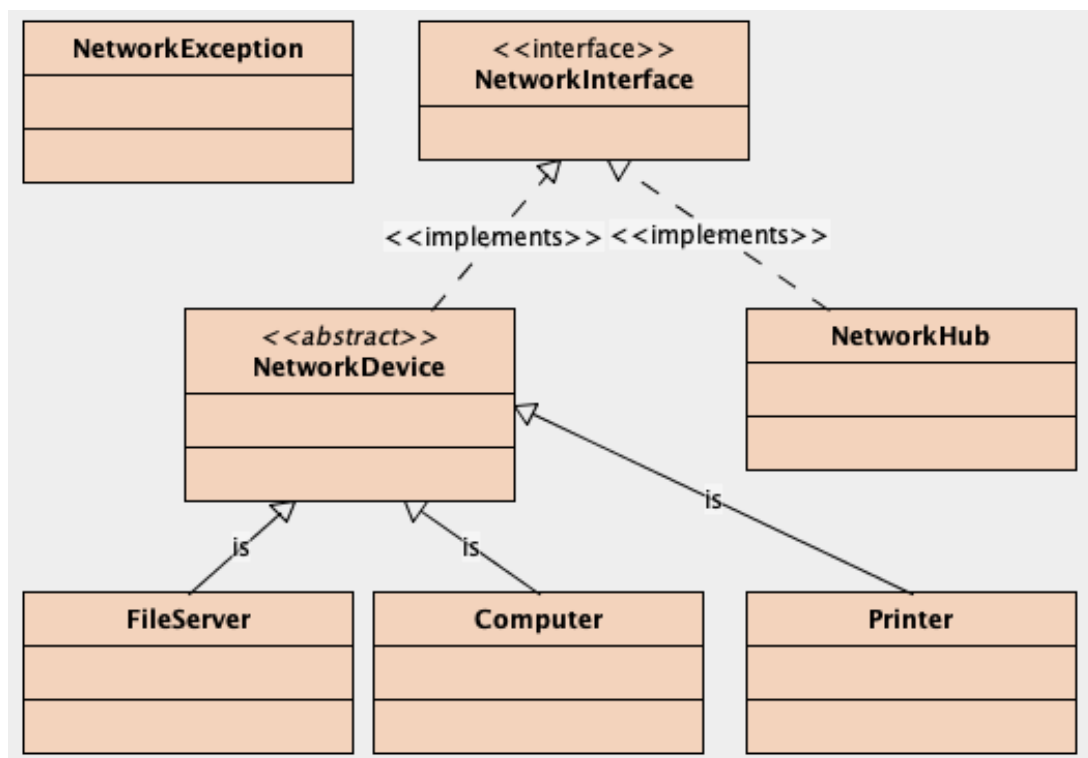 NetworkException
<<interface>>
NetworkInterface
<<implements>>
<<implements>>
<<abstract>>
NetworkDevice
NetworkHub
is
is
is
FileServer
Computer
Printer